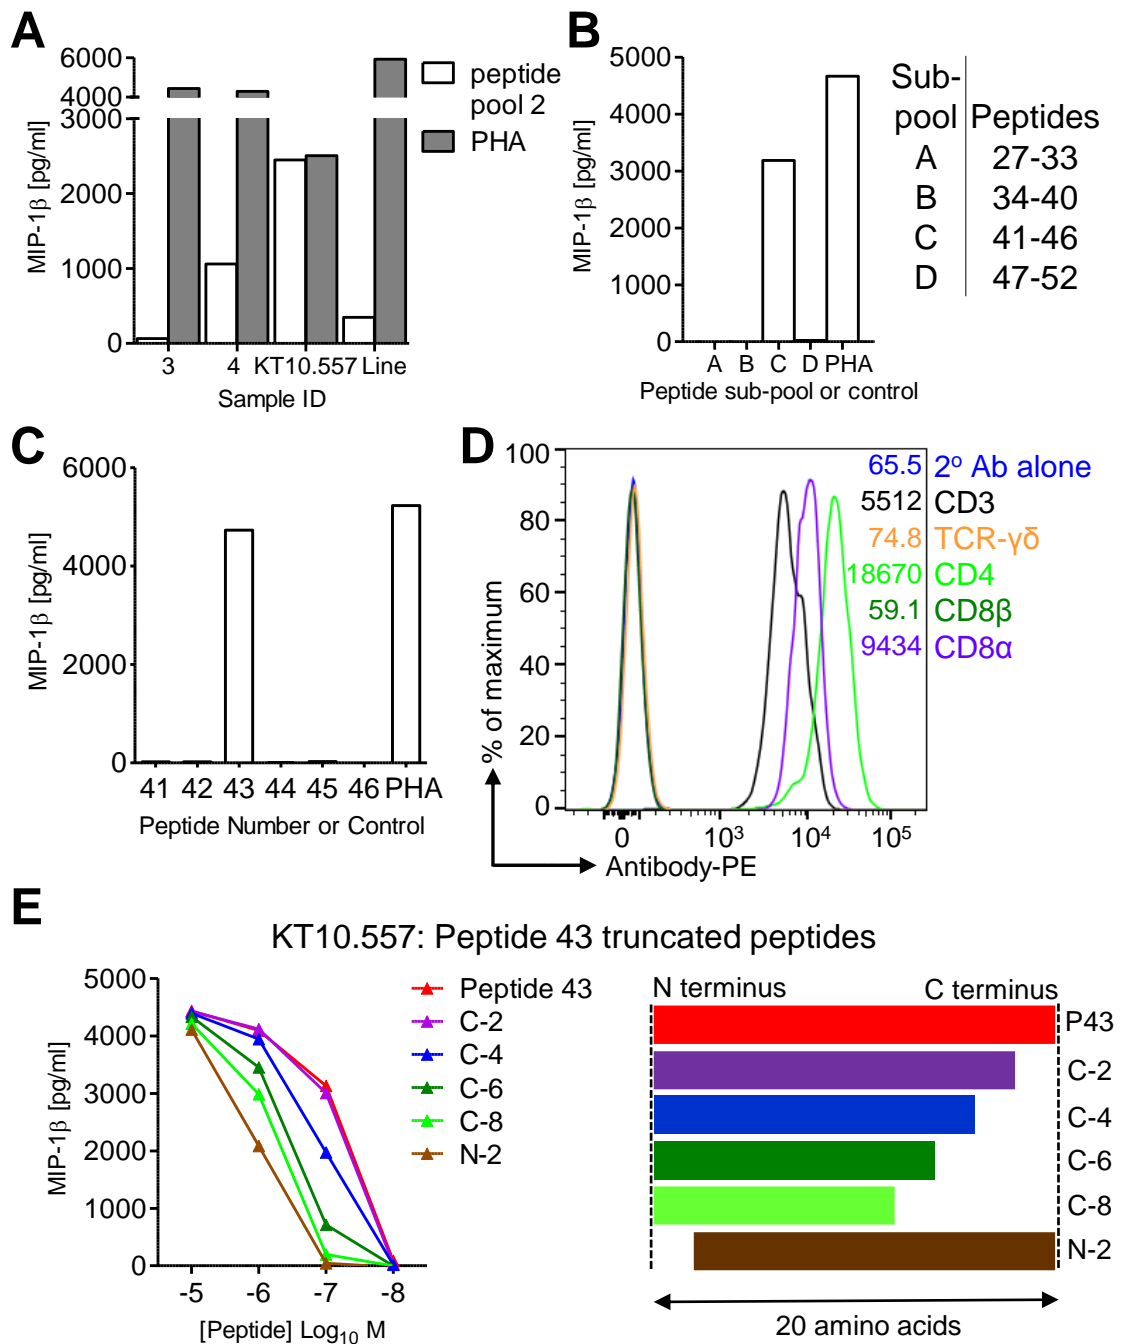 A
6000
4000
3000
2000
1000
0
MIP-1β [pg/ml]
3
4
KT10.557
Line
Sample ID
peptide
pool 2
PHA
B
5000
4000
3000
2000
1000
0
MIP-1β [pg/ml]
A
B
C
D
PHA
Peptide sub-pool or control
Sub-
pool
Peptides
A 27-33
B 34-40
C 41-46
D 47-52
C
6000
4000
2000
0
MIP-1β [pg/ml]
41
42
43
44
45
46
PHA
Peptide Number or Control
D
100
80
60
40
20
0
% of maximum
0
10³
10⁴
10⁵
Antibody-PE
65.5 2º Ab alone
5512 CD3
74.8 TCR-γδ
18670 CD4
59.1 CD8β
9434 CD8α
E
KT10.557: Peptide 43 truncated peptides
5000
4000
3000
2000
1000
0
MIP-1β [pg/ml]
-5
-6
-7
-8
[Peptide] Log₁₀ M
Peptide 43
C-2
C-4
C-6
C-8
N-2
N terminus
C terminus
P43
C-2
C-4
C-6
C-8
N-2
20 amino acids